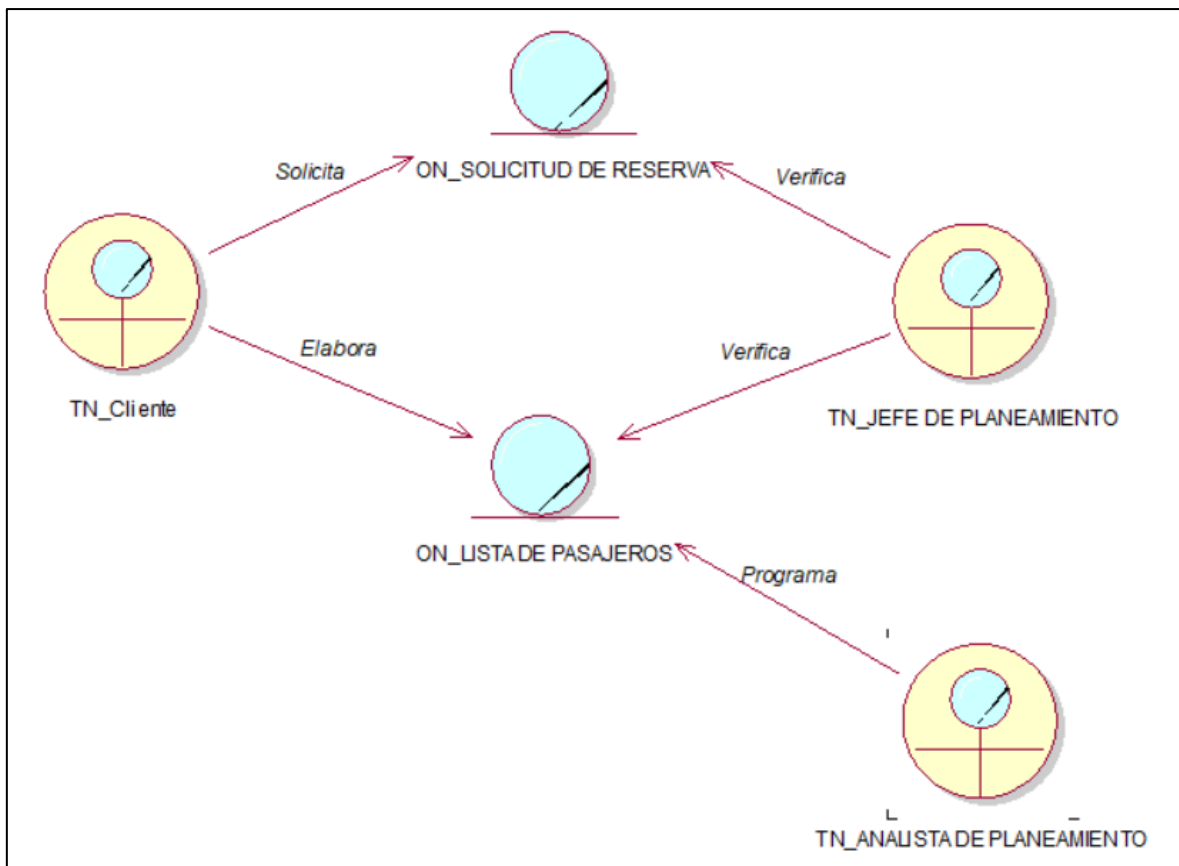 ON_SOLICITUD DE RESERVA
Solicita
Verifica
TN_Cliente
Elabora
Verifica
TN_JEFE DE PLANEAMIENTO
ON_LISTA DE PASAJEROS
Programa
TN_ANALISTA DE PLANEAMIENTO